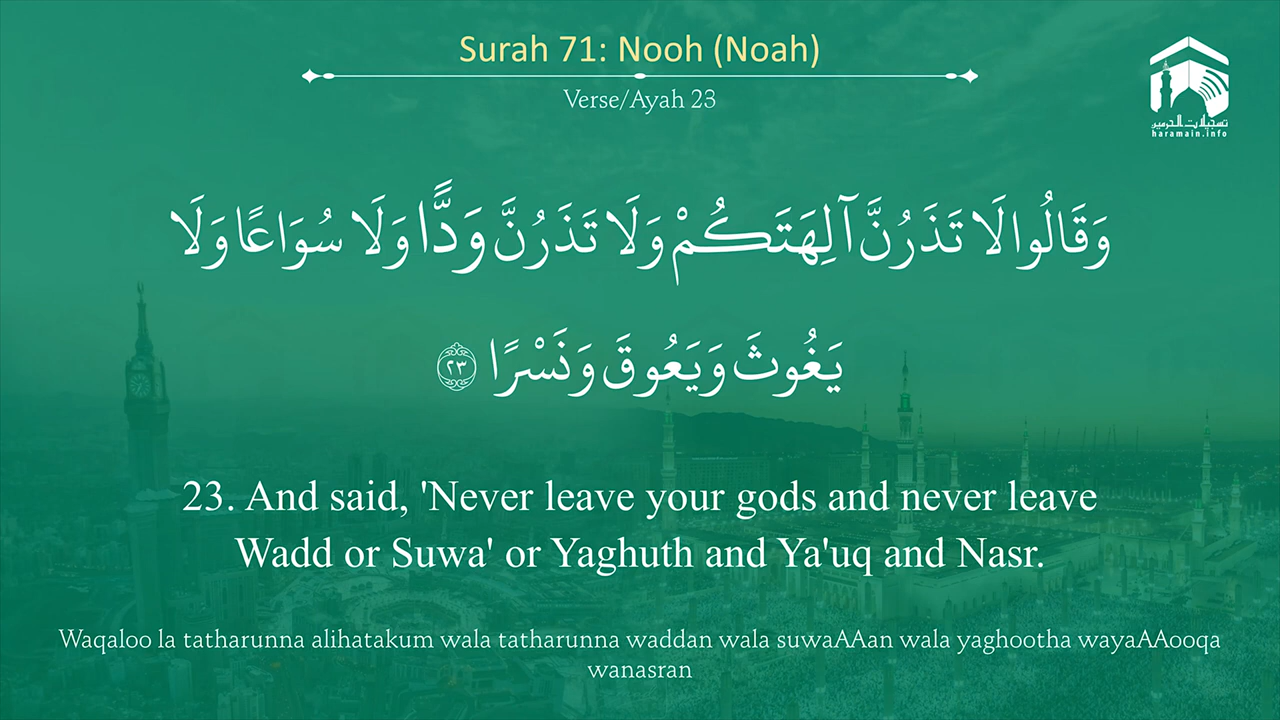 Surah 71: Nooh (Noah)
Verse/Ayah 23
تسجيلات الحرمين
haramain.info
وَقَالُوا لَا تَذَرُنَّ آلِهَتَكُمْ وَلَا تَذَرُنَّ وَدًّا وَلَا سُوَاعًا وَلَا
يَغُوثَ وَيَعُوقَ وَنَسْرًا ٢٣
23. And said, 'Never leave your gods and never leave
Wadd or Suwa' or Yaghuth and Ya'uq and Nasr.
Waqaloo la tatharunna alihatakum wala tatharunna waddan wala suwaAAan wala yaghootha wayaAAooqa
wanasran